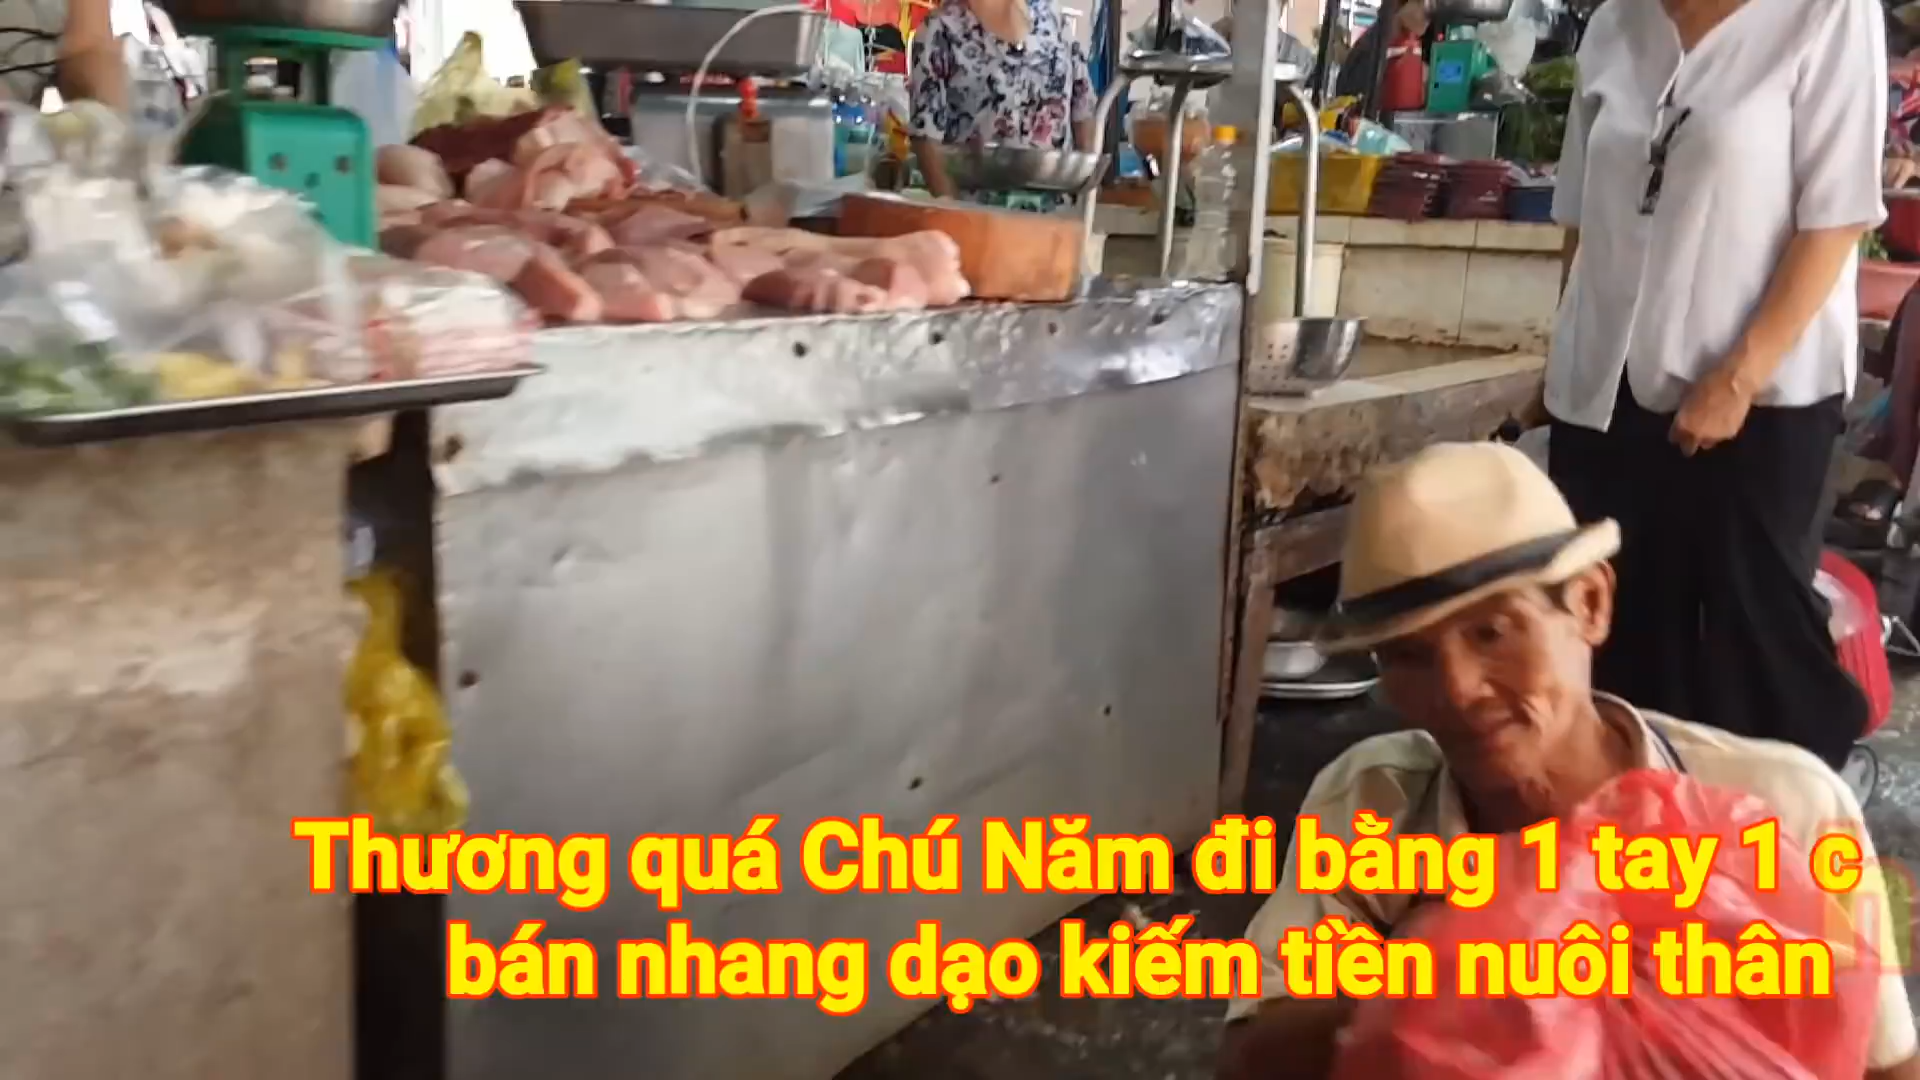 Thương quá Chú Năm đi bằng 1 tay 1 c
bán nhang dạo kiếm tiền nuôi thân